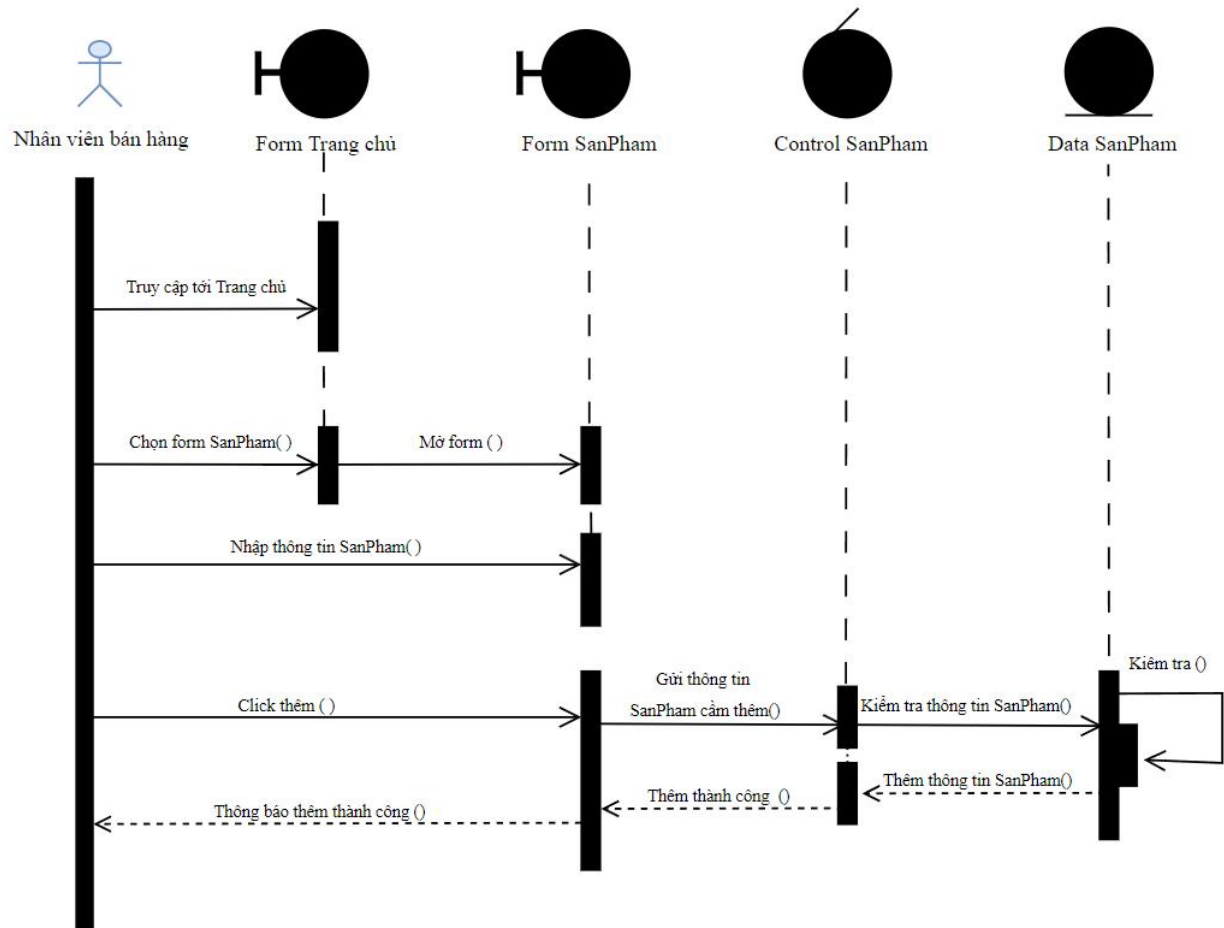 Nhân viên bán hàng
Form Trang chủ
Form SanPham
Control SanPham
Data SanPham
Truy cập tới Trang chủ
Chọn form SanPham( )
Mở form ( )
Nhập thông tin SanPham( )
Click thêm ( )
Gửi thông tin
SanPham cầm thêm()
Kiểm tra thông tin SanPham()
Kiêm tra ()
Thêm thông tin SanPham()
Thêm thành công ()
Thông báo thêm thành công ()